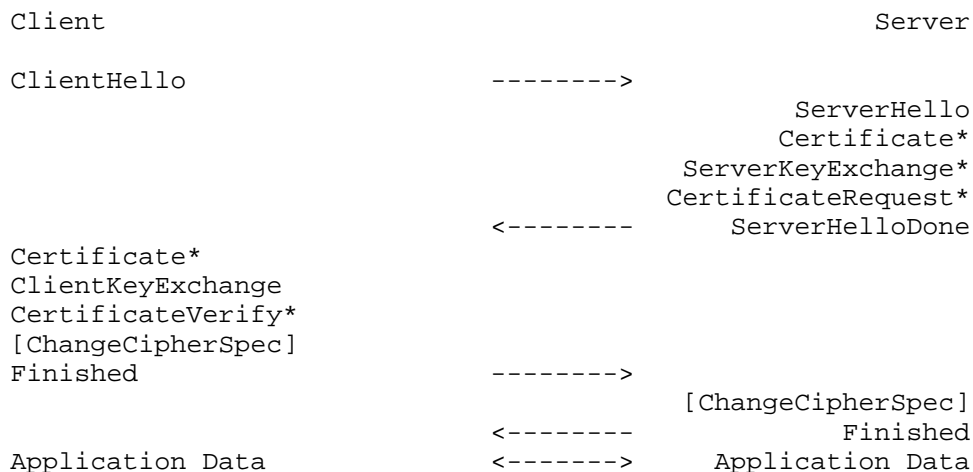 Client                                               Server

ClientHello                  -------->
                                                ServerHello
                                               Certificate*
                                         ServerKeyExchange*
                                        CertificateRequest*
                             <--------      ServerHelloDone
Certificate*
ClientKeyExchange
CertificateVerify*
[ChangeCipherSpec]
Finished                     -------->
                                         [ChangeCipherSpec]
                             <--------             Finished
Application Data             <------->     Application Data